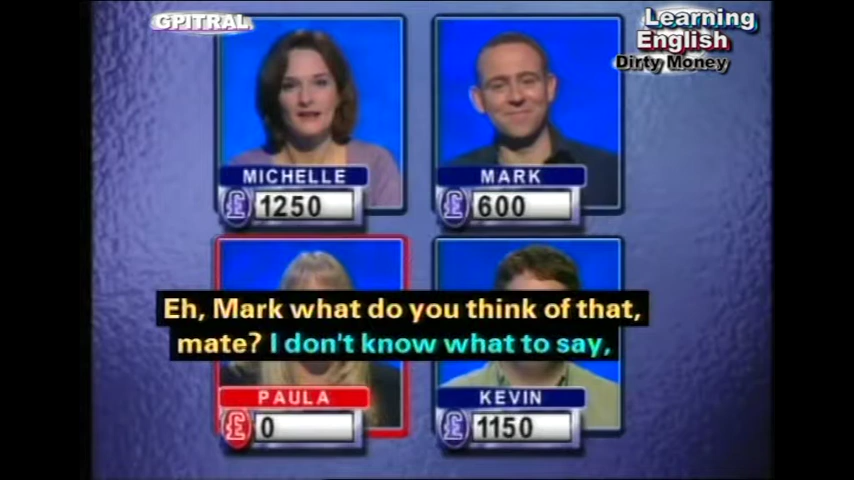 GPITRAL
Learning
English
Dirty Money
MICHELLE
£ 1250
MARK
£ 600
Eh, Mark what do you think of that,
mate? I don't know what to say,
PAULA
£ 0
KEVIN
£ 1150